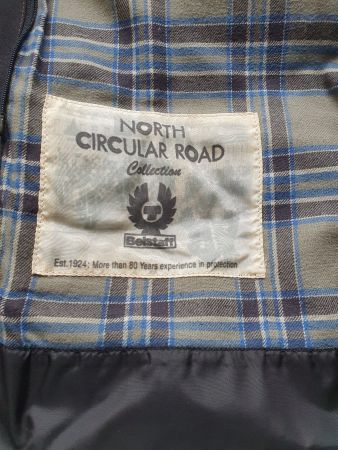 NORTH
CIRCULAR ROAD
Collection
Belstaff
Est.1924: More than 80 Years experience in protection